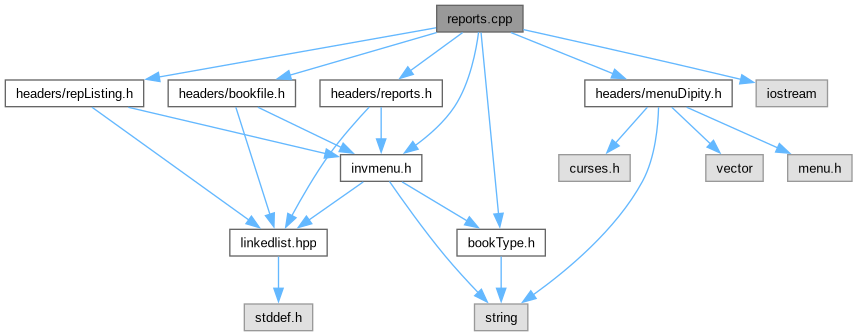 reports.cpp
headers/repListing.h
headers/bookfile.h
headers/reports.h
headers/menuDipity.h
iostream
invmenu.h
curses.h
vector
menu.h
linkedlist.hpp
bookType.h
stddef.h
string